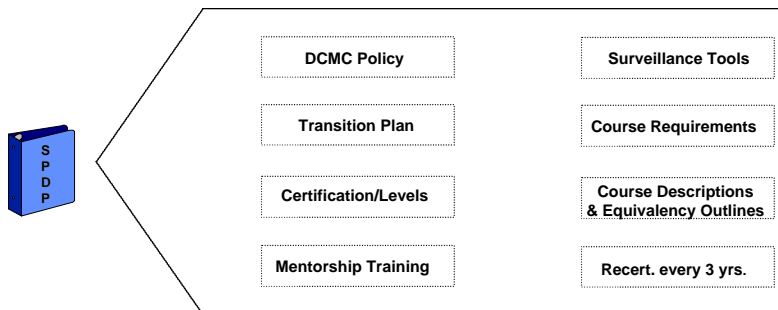 S
P
D
P
DCMC Policy
Transition Plan
Certification/Levels
Mentorship Training
Surveillance Tools
Course Requirements
Course Descriptions
& Equivalency Outlines
Recert. every 3 yrs.